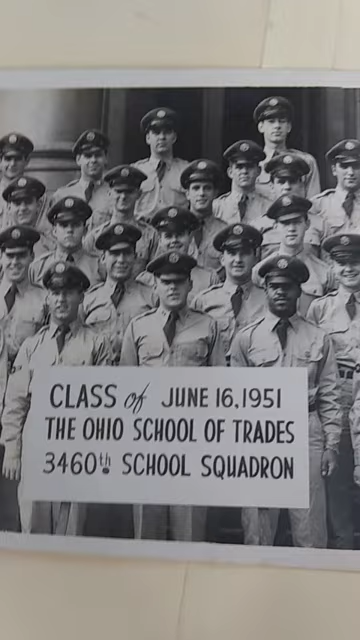 CLASS of JUNE 16, 1951
THE OHIO SCHOOL OF TRADES
3460th SCHOOL SQUADRON